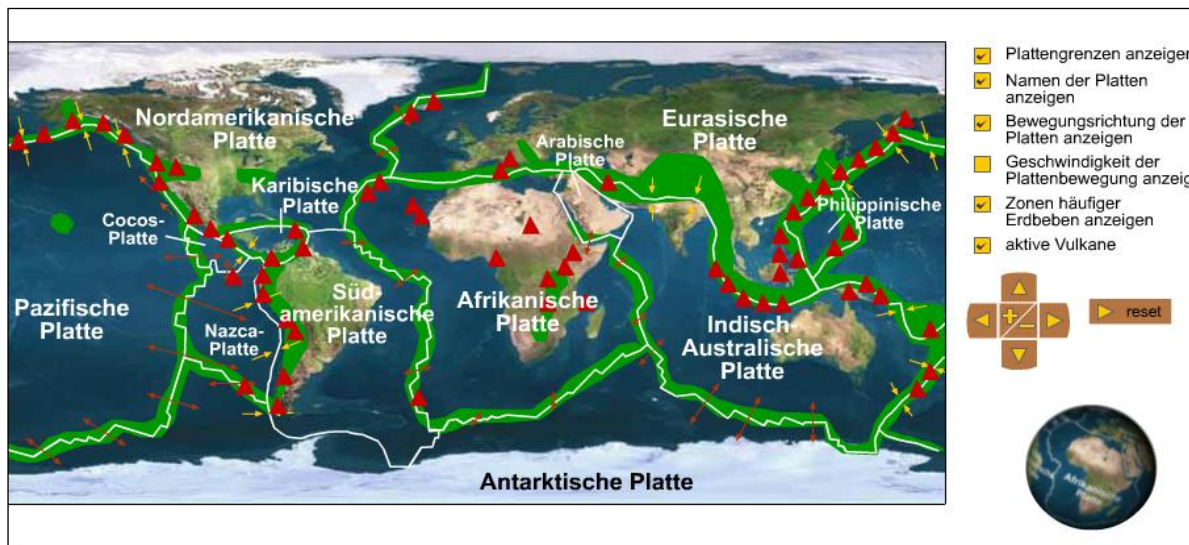 Nordamerikanische
Platte
Eurasische
Platte
Arabische
Platte
Karibische
Platte
Cocos-
Platte
Philippinische
Platte
Pazifische
Platte
Nazca-
Platte
Süd-
amerikanische
Platte
Afrikanische
Platte
Indisch-
Australische
Platte
Antarktische Platte
Plattengrenzen anzeigen
Namen der Platten
anzeigen
Bewegungsrichtung der
Platten anzeigen
Geschwindigkeit der
Plattenbewegung anzeig
Zonen häufiger
Erdbeben anzeigen
aktive Vulkane
reset
Afrikanische
Platte